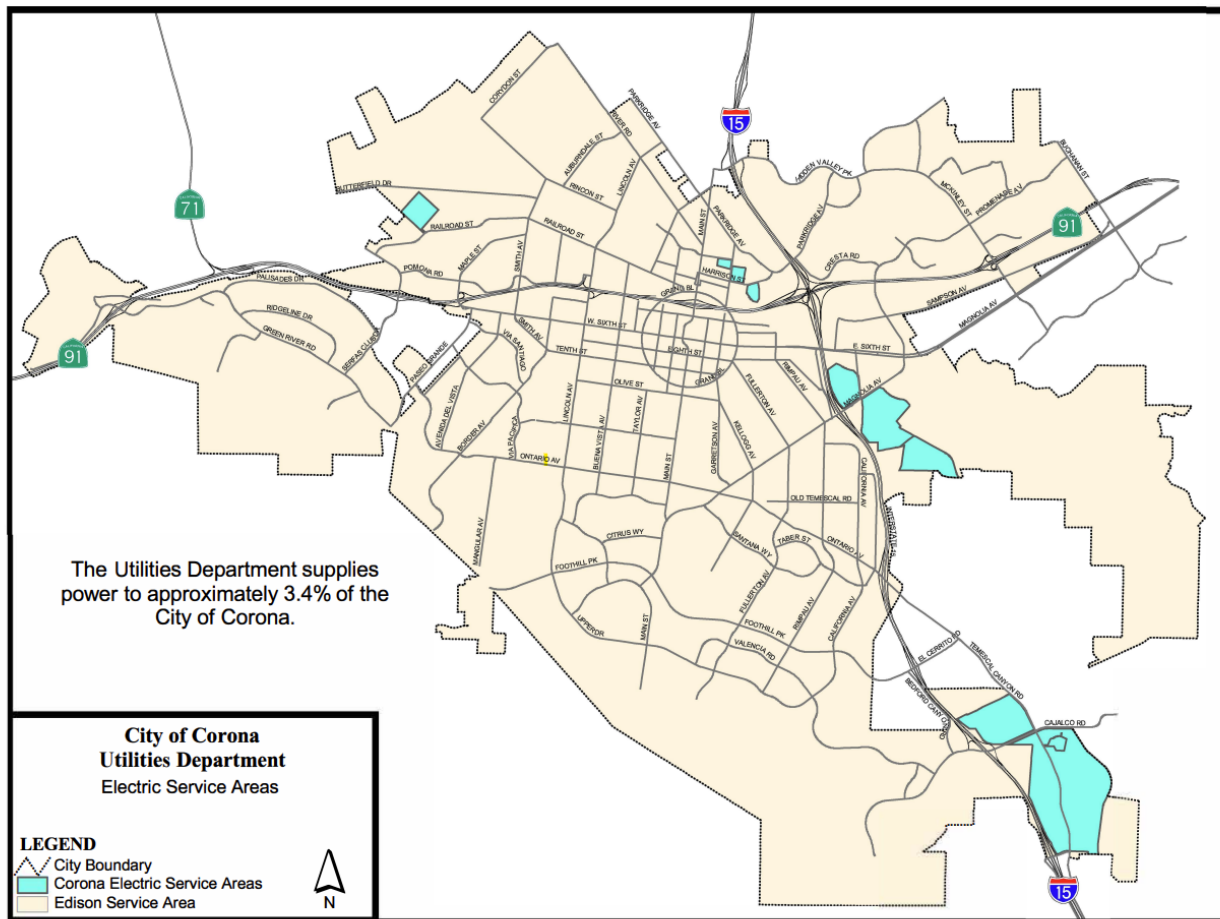 CORYDON ST
PARKRIDGE AV
RIVER RD
AUBURNDALE ST
LINCOLN AV
RINCON ST
BUTTERFIELD DR
RAILROAD ST
RAILROAD ST
MAIN ST
PARKRIDGE AV
15
HIDDEN VALLEY PK
PARKRIDGE AV
MCKINLEY ST
PROMENADE AV
BUCHANAN ST
91
71
SMITH AV
MAPLE ST
POMONA RD
PALISADES DR
HARRISON ST
GRAND BL
CRESTA RD
SAMPSON AV
MAGNOLIA AV
RIDGELINE DR
GREEN RIVER RD
91
SERFAS CLUB DR
PASEO GRANDE
VIA SANTIAGO
SMITH AV
W. SIXTH ST
TENTH ST
EIGHTH ST
E. SIXTH ST
GRAND BL
RIMPAU AV
FULLERTON AV
OLIVE ST
MAGNOLIA AV
AVENIDA DEL VISTA
BORDER AV
VIA PACIFICA
LINCOLN AV
BUENA VISTA AV
TAYLOR AV
MAIN ST
GARRETSON AV
KELLOGG AV
ONTARIO AV
CALIFORNIA AV
OLD TEMESCAL RD
INTERSTATE 15
MANGULAR AV
CITRUS WY
SANTANA WY
TABER ST
ONTARIO AV
FOOTHILL PK
FULLERTON AV
RIMPAU AV
CALIFORNIA AV
UPPER DR
MAIN ST
FOOTHILL PK
VALENCIA RD
EL CERRITO RD
TEMESCAL CANYON RD
CAJALCO RD
15
The Utilities Department supplies
power to approximately 3.4% of the
City of Corona.
City of Corona
Utilities Department
Electric Service Areas
LEGEND
City Boundary
Corona Electric Service Areas
Edison Service Area
N